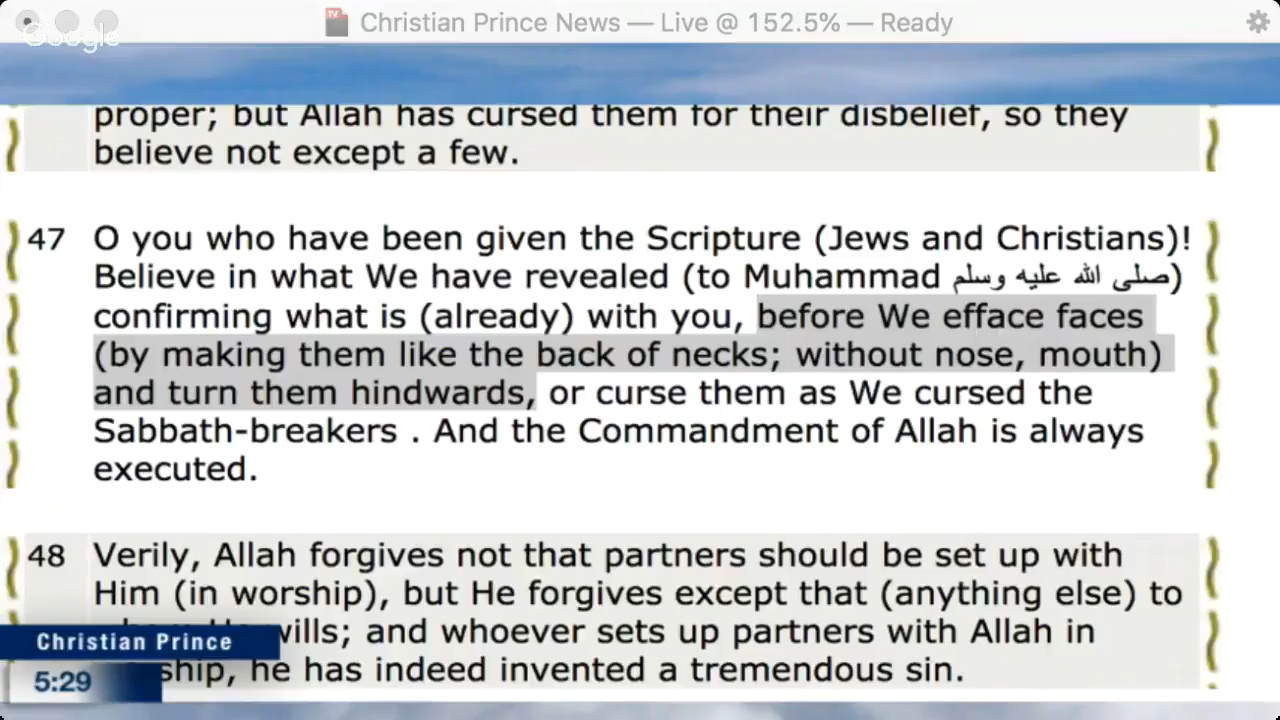 Christian Prince News — Live @ 152.5% — Ready
Google
proper; but Allah has cursed them for their disbelief, so they
believe not except a few.
47 O you who have been given the Scripture (Jews and Christians)!
Believe in what We have revealed (to Muhammad صلى الله عليه وسلم)
confirming what is (already) with you, before We efface faces
(by making them like the back of necks; without nose, mouth)
and turn them hindwards, or curse them as We cursed the
Sabbath-breakers . And the Commandment of Allah is always
executed.
48 Verily, Allah forgives not that partners should be set up with
Him (in worship), but He forgives except that (anything else) to
wills; and whoever sets up partners with Allah in
he has indeed invented a tremendous sin.
Christian Prince
5:29